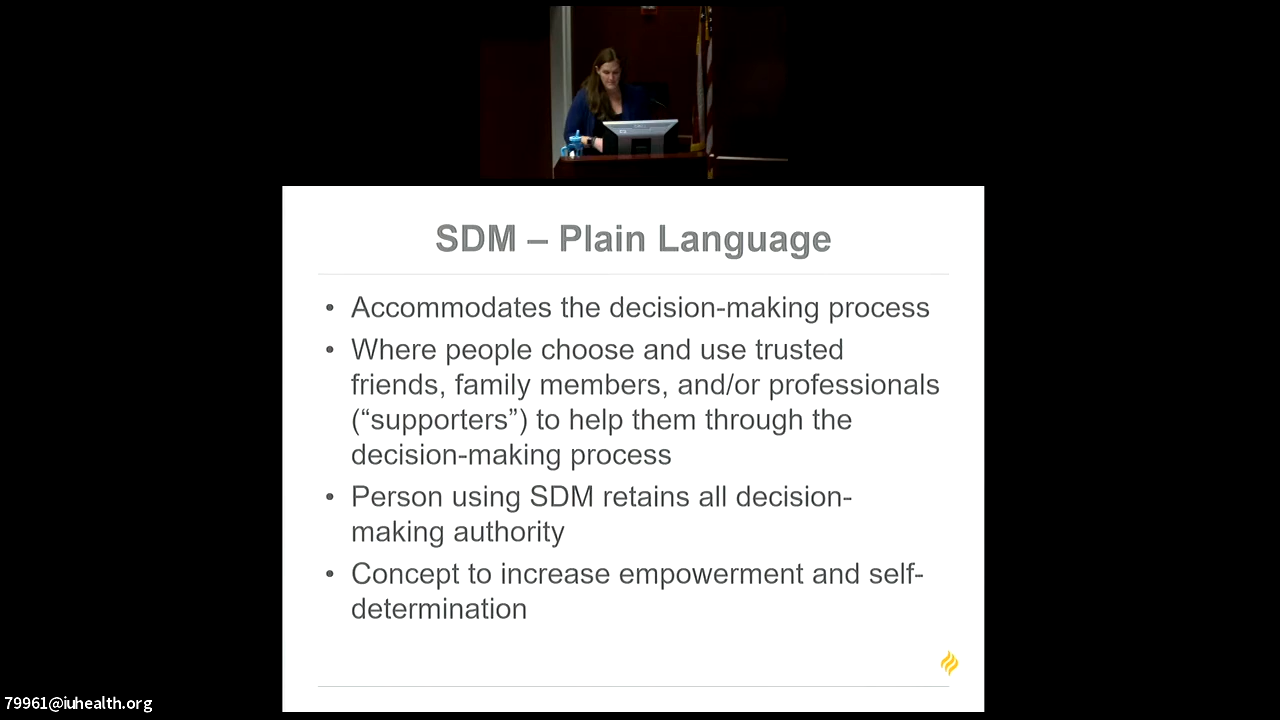 SDM – Plain Language
• Accommodates the decision-making process
• Where people choose and use trusted
friends, family members, and/or professionals
(“supporters”) to help them through the
decision-making process
• Person using SDM retains all decision-
making authority
• Concept to increase empowerment and self-
determination
79961@iuhealth.org